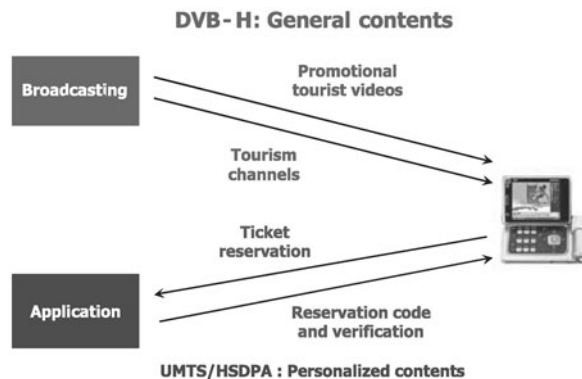 DVB-H: General contents
Broadcasting
Promotional
tourist videos
Tourism
channels
Ticket
reservation
Application
Reservation code
and verification
UMTS/HSDPA : Personalized contents